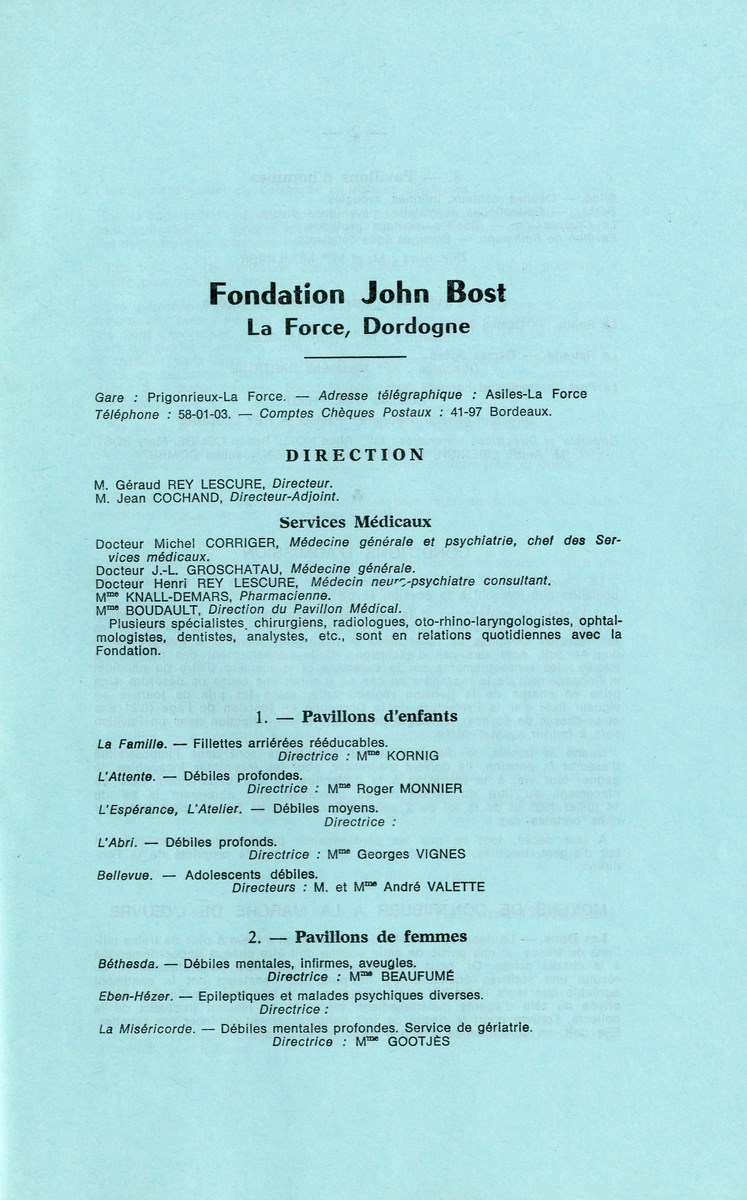 Fondation John Bost
La Force, Dordogne
Gare : Prigonrieux-La Force. — Adresse télégraphique : Asiles-La Force
Téléphone : 58-01-03. — Comptes Chèques Postaux : 41-97 Bordeaux.
DIRECTION
M. Géraud REY LESCURE, Directeur.
M. Jean COCHAND, Directeur-Adjoint.
Services Médicaux
Docteur Michel CORRIGER, Médecine générale et psychiatrie, chef des Ser-
vices médicaux.
Docteur J.-L. GROSCHATAU, Médecine générale.
Docteur Henri REY LESCURE, Médecin neuro-psychiatre consultant.
Mme KNALL-DEMARS, Pharmacienne.
Mme BOUDAULT, Direction du Pavillon Médical.
Plusieurs spécialistes, chirurgiens, radiologues, oto-rhino-laryngologistes, ophtal-
mologistes, dentistes, analystes, etc., sont en relations quotidiennes avec la
Fondation.
1. — Pavillons d'enfants
La Famille. — Fillettes arriérées rééducables.
Directrice : Mme KORNIG
L'Attente. — Débiles profondes.
Directrice : Mme Roger MONNIER
L'Espérance, L'Atelier. — Débiles moyens.
Directrice :
L'Abri. — Débiles profonds.
Directrice : Mme Georges VIGNES
Bellevue. — Adolescents débiles.
Directeurs : M. et Mme André VALETTE
2. — Pavillons de femmes
Béthesda. — Débiles mentales, infirmes, aveugles.
Directrice : Mme BEAUFUMÉ
Eben-Hézer. — Epileptiques et malades psychiques diverses.
Directrice :
La Miséricorde. — Débiles mentales profondes. Service de gériatrie.
Directrice : Mme GOOTJÈS